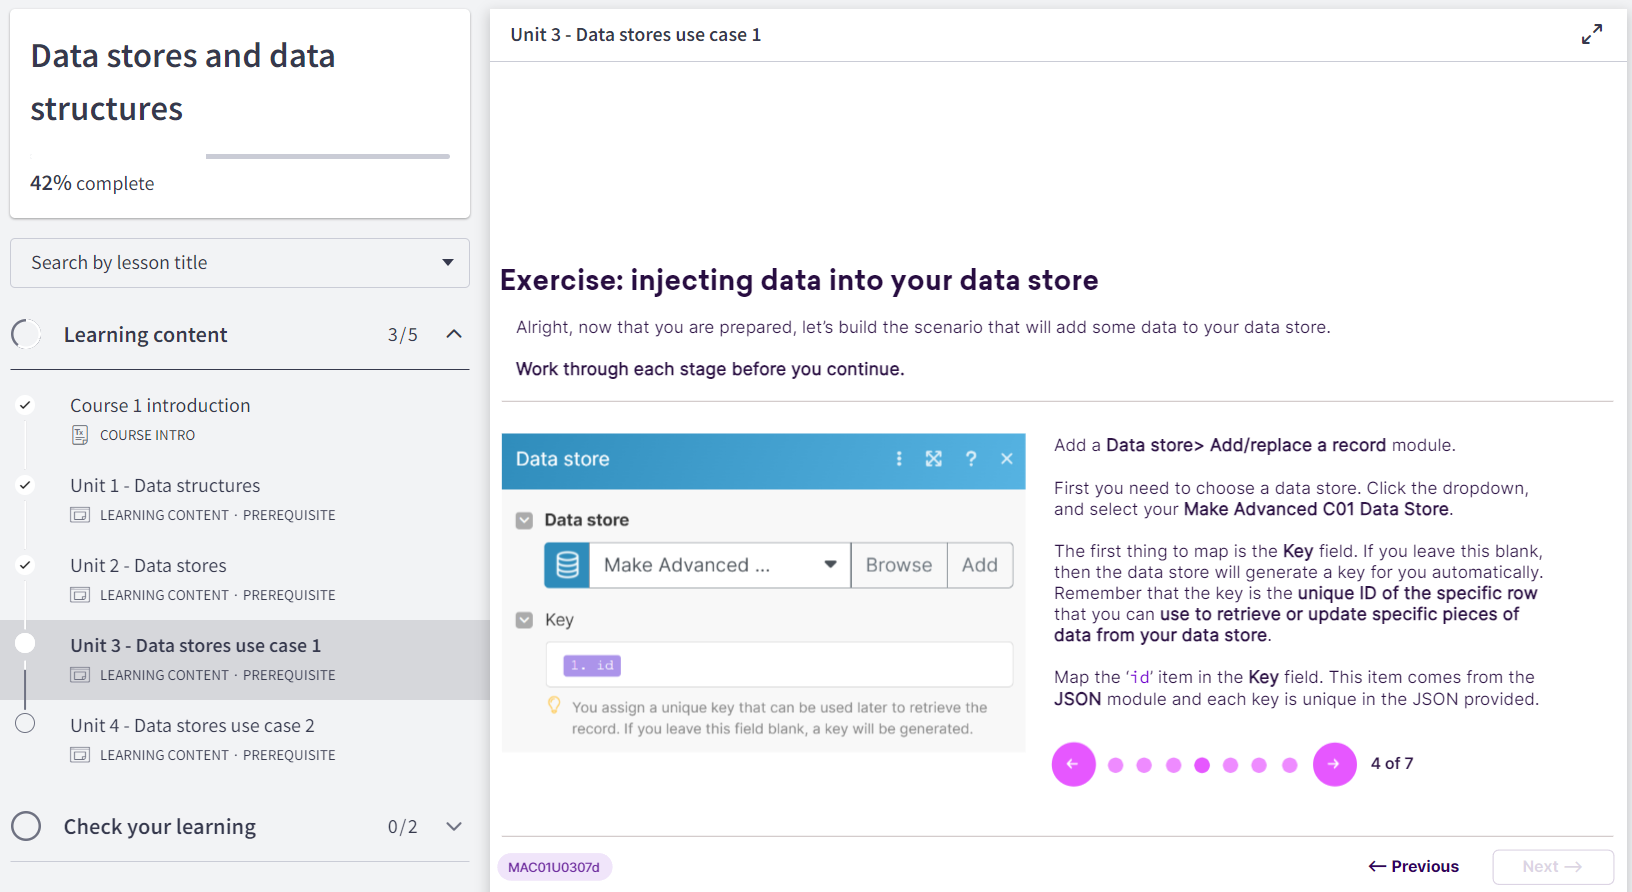 Data stores and data
structures
42% complete
Search by lesson title
Learning content 3/5
Course 1 introduction
COURSE INTRO
Unit 1 - Data structures
LEARNING CONTENT · PREREQUISITE
Unit 2 - Data stores
LEARNING CONTENT · PREREQUISITE
Unit 3 - Data stores use case 1
LEARNING CONTENT · PREREQUISITE
Unit 4 - Data stores use case 2
LEARNING CONTENT · PREREQUISITE
Check your learning 0/2
Unit 3 - Data stores use case 1
Exercise: injecting data into your data store
Alright, now that you are prepared, let's build the scenario that will add some data to your data store.
Work through each stage before you continue.
Data store ?
Data store
Make Advanced ... Browse Add
Key
1. id
You assign a unique key that can be used later to retrieve the
record. If you leave this field blank, a key will be generated.
Add a Data store> Add/replace a record module.
First you need to choose a data store. Click the dropdown,
and select your Make Advanced C01 Data Store.
The first thing to map is the Key field. If you leave this blank,
then the data store will generate a key for you automatically.
Remember that the key is the unique ID of the specific row
that you can use to retrieve or update specific pieces of
data from your data store.
Map the 'id' item in the Key field. This item comes from the
JSON module and each key is unique in the JSON provided.
← → 4 of 7
MAC01U0307d
← Previous Next →